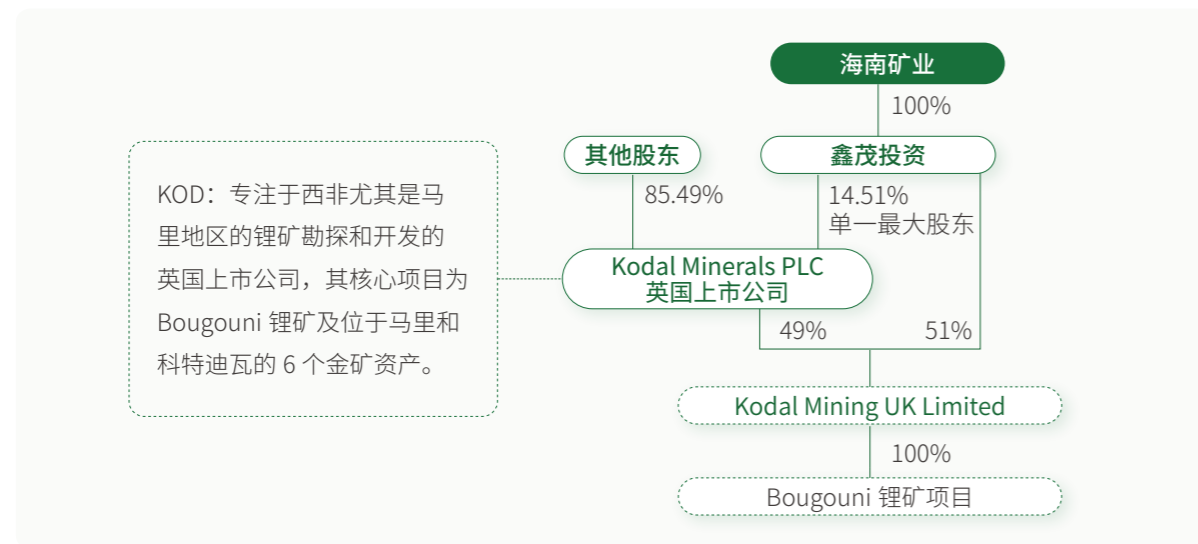 海南矿业
100%
其他股东
鑫茂投资
85.49%
14.51%
单一最大股东
KOD：专注于西非尤其是马
里地区的锂矿勘探和开发的
英国上市公司，其核心项目为
Bougouni 锂矿及位于马里和
科特迪瓦的 6 个金矿资产。
Kodal Minerals PLC
英国上市公司
49%
51%
Kodal Mining UK Limited
100%
Bougouni 锂矿项目